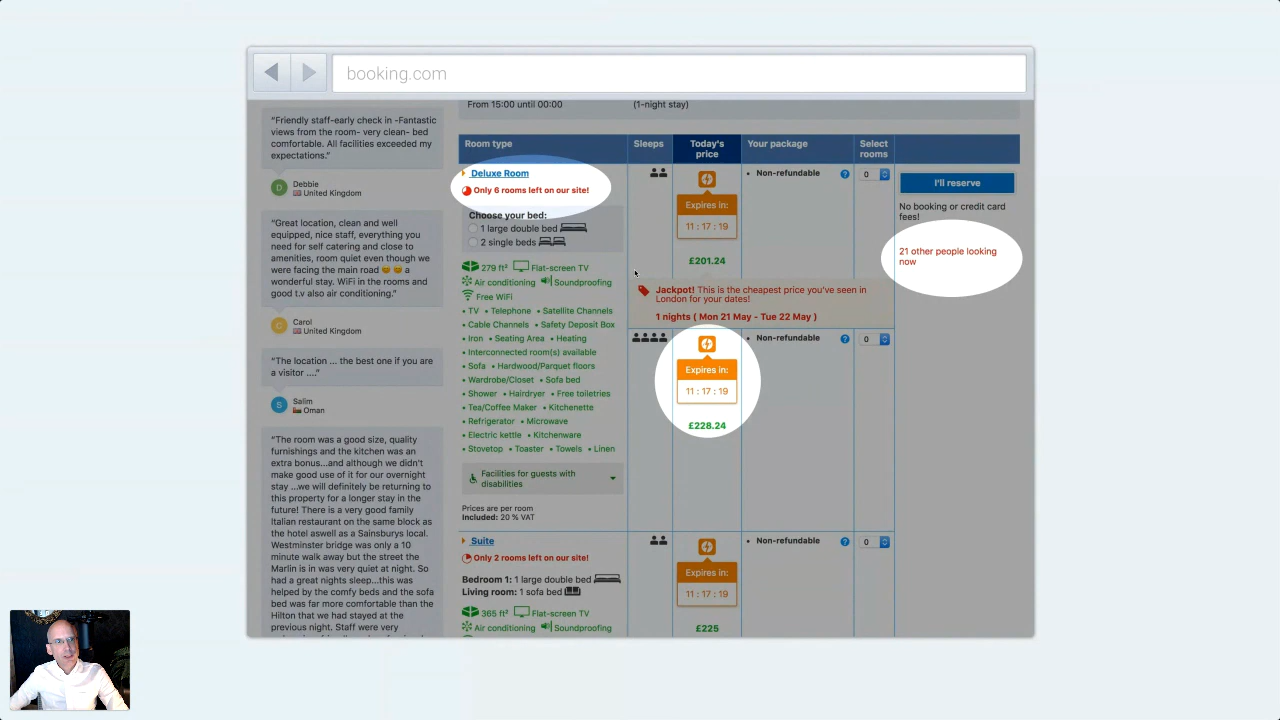 booking.com
From 15:00 until 00:00
(1-night stay)
“Friendly staff-early check in -Fantastic
views from the room- very clean- bed
comfortable. All facilities exceeded my
expectations.”
D
Debbie
United Kingdom
“Great location, clean and well
equipped, nice staff, everything you
need for self catering and close to
amenities, room quiet even though we
were facing the main road 😊 😊 a
wonderful stay. WiFi in the rooms and
good t.v also air conditioning.”
C
Carol
United Kingdom
“The location ... the best one if you are
a visitor ....”
S
Salim
Oman
“The room was a good size, quality
furnishings and the kitchen was an
extra bonus...and although we didn't
make good use of it for our overnight
stay ...we will definitely be returning to
this property for a longer stay in the
future! There is a very good family
Italian restaurant on the same block as
the hotel aswell as a Sainsburys local.
Westminster bridge was only a 10
minute walk away but the street the
Marlin is in was very quiet at night. So
had a great nights sleep...this was
helped by the comfy beds and the sofa
bed was far more comfortable than the
Hilton that we had stayed at the
previous night. Staff were very
Room type
Sleeps
Today's
price
Your package
Select
rooms
Deluxe Room
Only 6 rooms left on our site!
Choose your bed:
1 large double bed
2 single beds
279 ft² Flat-screen TV
Air conditioning Soundproofing
Free WiFi
• TV • Telephone • Satellite Channels
• Cable Channels • Safety Deposit Box
• Iron • Seating Area • Heating
• Interconnected room(s) available
• Sofa • Hardwood/Parquet floors
• Wardrobe/Closet • Sofa bed
• Shower • Hairdryer • Free toiletries
• Tea/Coffee Maker • Kitchenette
• Refrigerator • Microwave
• Electric kettle • Kitchenware
• Stovetop • Toaster • Towels • Linen
Facilities for guests with
disabilities
Prices are per room
Included: 20 % VAT
Expires in:
11 : 17 : 19
£201.24
• Non-refundable
?
0
I'll reserve
No booking or credit card
fees!
21 other people looking
now
Jackpot! This is the cheapest price you've seen in
London for your dates!
1 nights ( Mon 21 May - Tue 22 May )
Expires in:
11 : 17 : 19
£228.24
• Non-refundable
?
0
Suite
Only 2 rooms left on our site!
Bedroom 1: 1 large double bed
Living room: 1 sofa bed
365 ft² Flat-screen TV
Air conditioning Soundproofing
Expires in:
11 : 17 : 19
£225
• Non-refundable
?
0